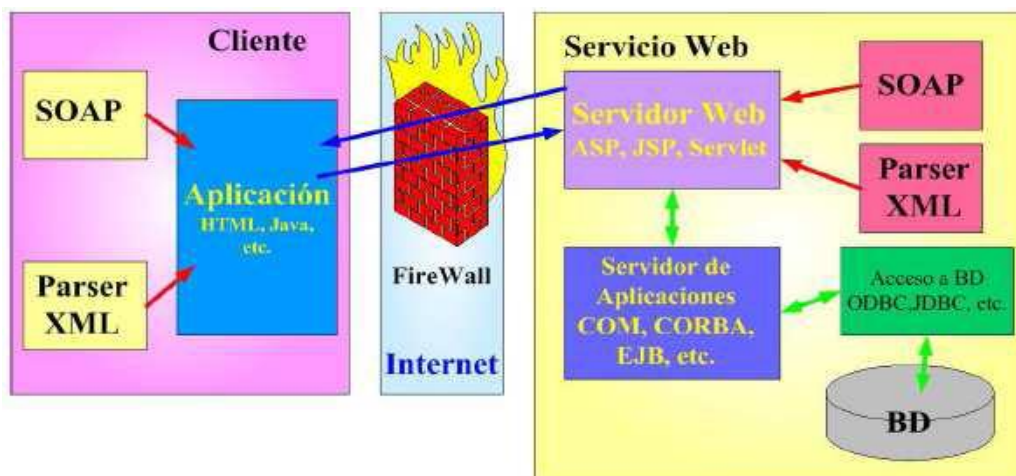 Cliente
SOAP
Aplicación
HTML, Java,
etc.
Parser
XML
FireWall
Internet
Servicio Web
Servidor Web
ASP, JSP, Servlet
SOAP
Parser
XML
Servidor de
Aplicaciones
COM, CORBA,
EJB, etc.
Acceso a BD
ODBC,JDBC, etc.
BD